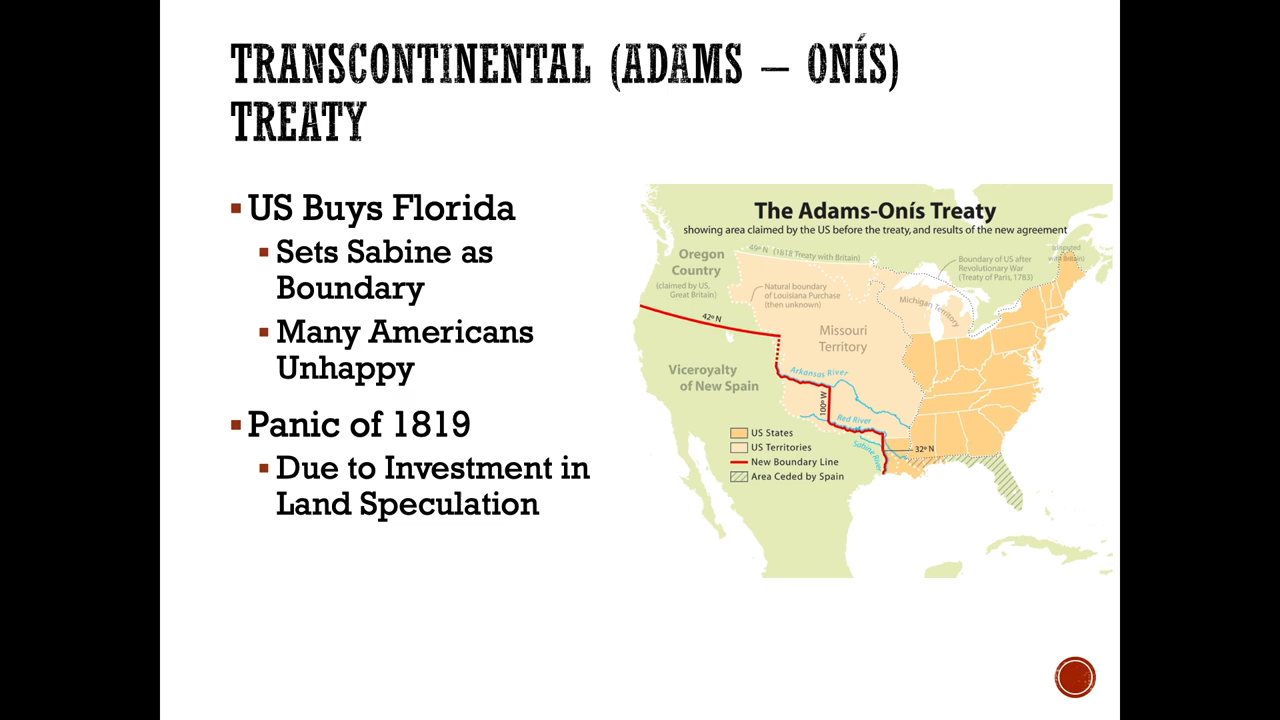 TRANSCONTINENTAL (ADAMS – ONÍS)
TREATY
US Buys Florida
Sets Sabine as
Boundary
Many Americans
Unhappy
Panic of 1819
Due to Investment in
Land Speculation
The Adams-Onís Treaty
showing area claimed by the US before the treaty, and results of the new agreement
49º N (1818 Treaty with Britain)
(disputed
with Britain)
Oregon
Country
(claimed by US,
Great Britain)
Boundary of US after
Revolutionary War
(Treaty of Paris, 1783)
Natural boundary
of Louisiana Purchase
(then unknown)
Michigan Territory
42º N
Missouri
Territory
Viceroyalty
of New Spain
Arkansas River
100º W
Red River
Sabine River
32º N
US States
US Territories
New Boundary Line
Area Ceded by Spain